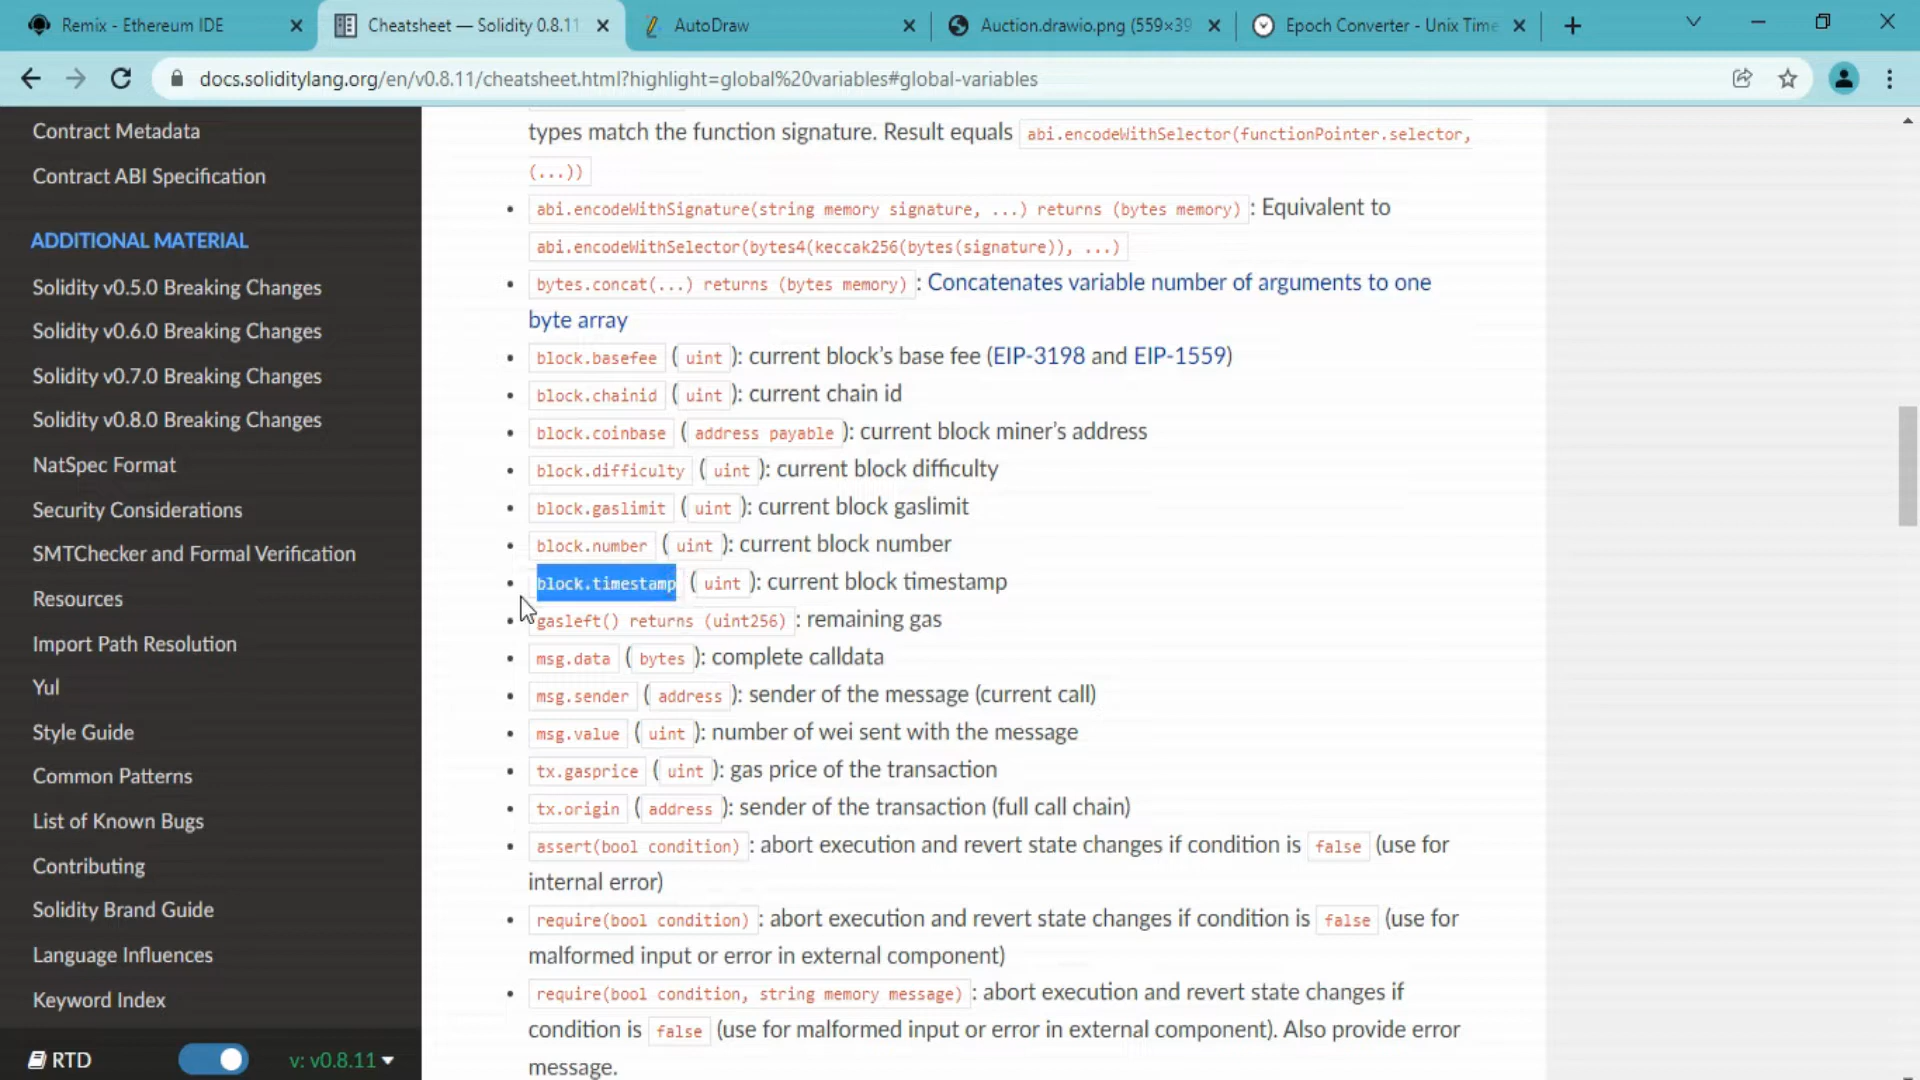 Remix - Ethereum IDE
Cheatsheet — Solidity 0.8.11
AutoDraw
Auction.drawio.png (559×39
Epoch Converter - Unix Time
docs.soliditylang.org/en/v0.8.11/cheatsheet.html?highlight=global%20variables#global-variables
Contract Metadata
Contract ABI Specification
ADDITIONAL MATERIAL
Solidity v0.5.0 Breaking Changes
Solidity v0.6.0 Breaking Changes
Solidity v0.7.0 Breaking Changes
Solidity v0.8.0 Breaking Changes
NatSpec Format
Security Considerations
SMTChecker and Formal Verification
Resources
Import Path Resolution
Yul
Style Guide
Common Patterns
List of Known Bugs
Contributing
Solidity Brand Guide
Language Influences
Keyword Index
RTD
v: v0.8.11
types match the function signature. Result equals abi.encodeWithSelector(functionPointer.selector,
(...))
abi.encodeWithSignature(string memory signature, ...) returns (bytes memory) : Equivalent to
abi.encodeWithSelector(bytes4(keccak256(bytes(signature)), ...)
bytes.concat(...) returns (bytes memory) : Concatenates variable number of arguments to one
byte array
block.basefee ( uint ): current block’s base fee (EIP-3198 and EIP-1559)
block.chainid ( uint ): current chain id
block.coinbase ( address payable ): current block miner’s address
block.difficulty ( uint ): current block difficulty
block.gaslimit ( uint ): current block gaslimit
block.number ( uint ): current block number
block.timestamp ( uint ): current block timestamp
gasleft() returns (uint256) : remaining gas
msg.data ( bytes ): complete calldata
msg.sender ( address ): sender of the message (current call)
msg.value ( uint ): number of wei sent with the message
tx.gasprice ( uint ): gas price of the transaction
tx.origin ( address ): sender of the transaction (full call chain)
assert(bool condition) : abort execution and revert state changes if condition is false (use for
internal error)
require(bool condition) : abort execution and revert state changes if condition is false (use for
malformed input or error in external component)
require(bool condition, string memory message) : abort execution and revert state changes if
condition is false (use for malformed input or error in external component). Also provide error
message.